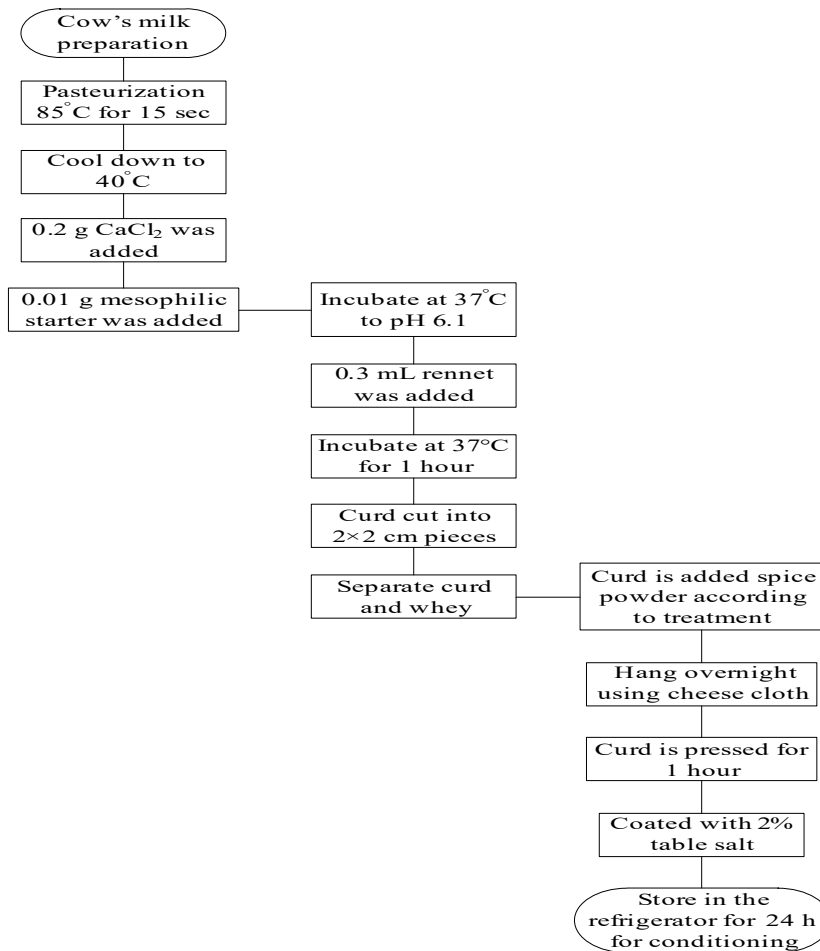 Cow's milk
preparation
Pasteurization
85°C for 15 sec
Cool down to
40°C
0.2 g CaCl₂ was
added
0.01 g mesophilic
starter was added
Incubate at 37°C
to pH 6.1
0.3 mL rennet
was added
Incubate at 37°C
for 1 hour
Curd cut into
2×2 cm pieces
Separate curd
and whey
Curd is added spice
powder according
to treatment
Hang overnight
using cheese cloth
Curd is pressed for
1 hour
Coated with 2%
table salt
Store in the
refrigerator for 24 h
for conditioning